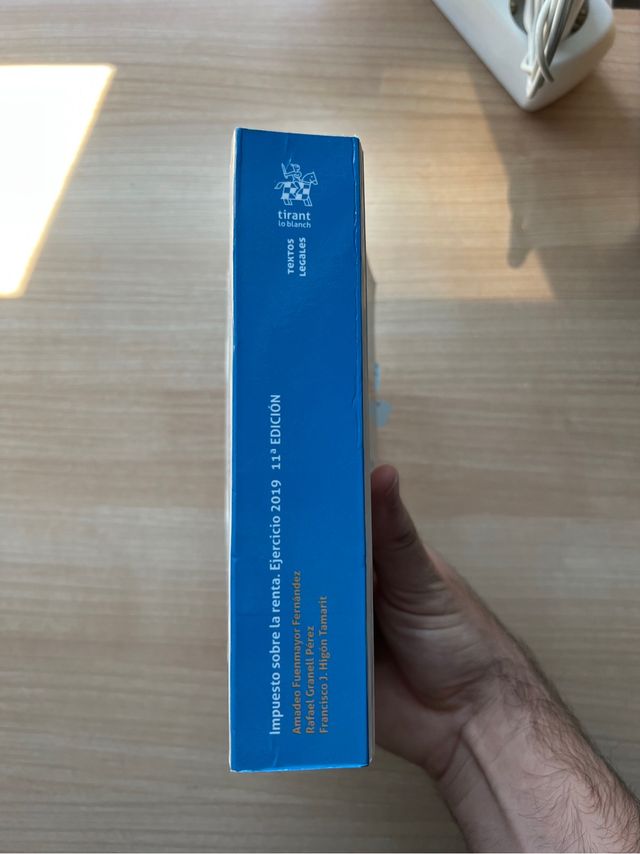 tirant
lo blanch
TEXTOS
LEGALES
Impuesto sobre la renta. Ejercicio 2019 11ª EDICIÓN
Amadeo Fuenmayor Fernández
Rafael Granell Pérez
Francisco J. Higón Tamarit